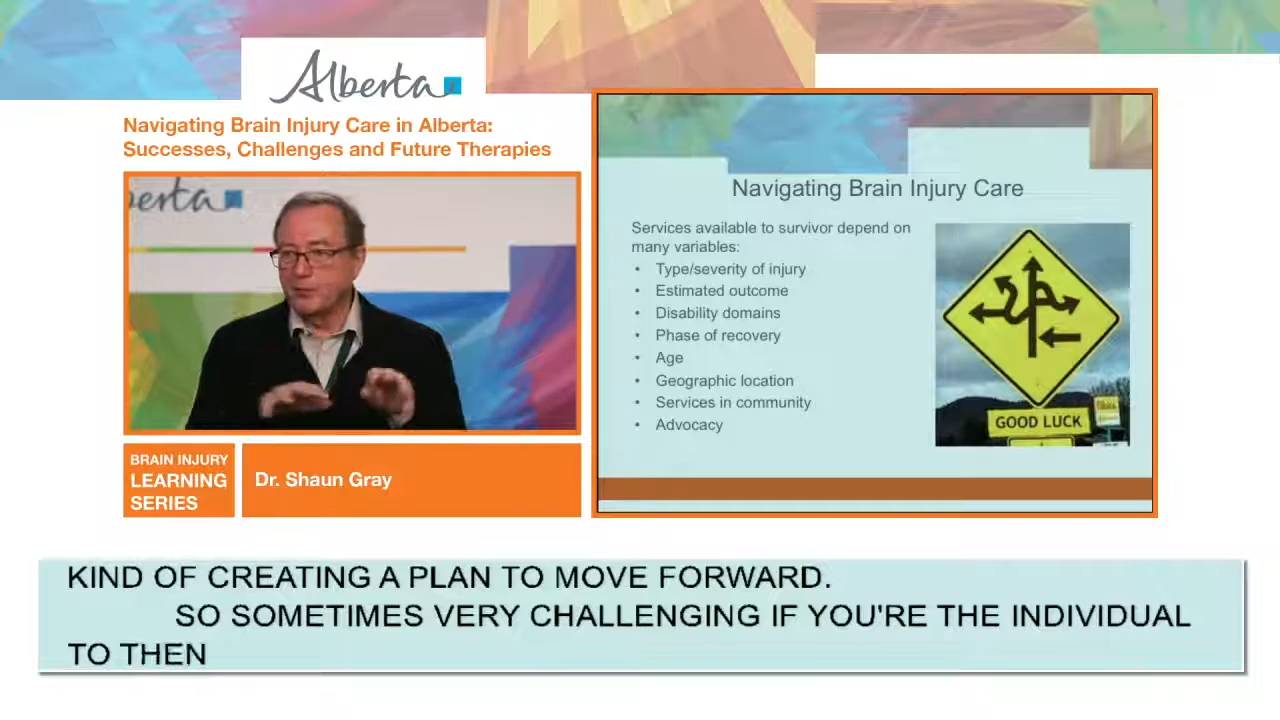 Alberta
Navigating Brain Injury Care in Alberta:
Successes, Challenges and Future Therapies
berta
BRAIN INJURY
LEARNING
SERIES
Dr. Shaun Gray
Navigating Brain Injury Care
Services available to survivor depend on
many variables:
• Type/severity of injury
• Estimated outcome
• Disability domains
• Phase of recovery
• Age
• Geographic location
• Services in community
• Advocacy
GOOD LUCK
KIND OF CREATING A PLAN TO MOVE FORWARD.
SO SOMETIMES VERY CHALLENGING IF YOU'RE THE INDIVIDUAL
TO THEN